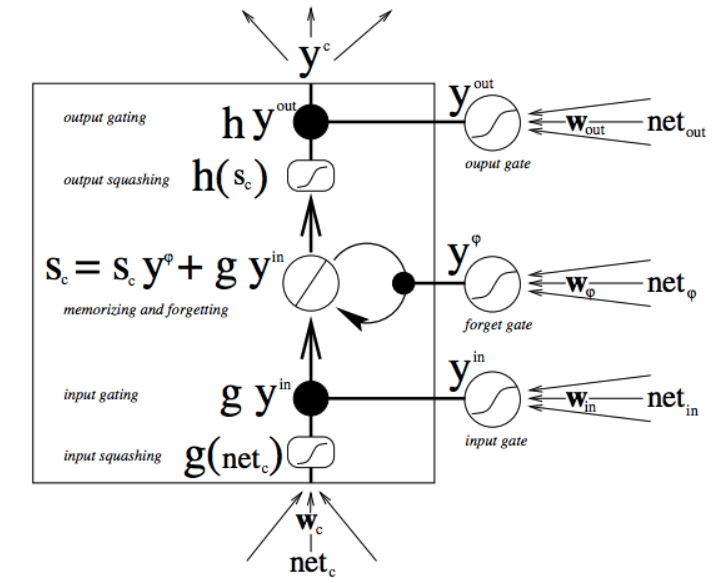 y^c
y^out
output gating
h y^out
w_out
net_out
ouput gate
output squashing
h(s_c)
y^φ
s_c = s_c y^φ + g y^in
w_φ
net_φ
memorizing and forgetting
forget gate
y^in
input gating
g y^in
w_in
net_in
input gate
input squashing
g(net_c)
w_c
net_c